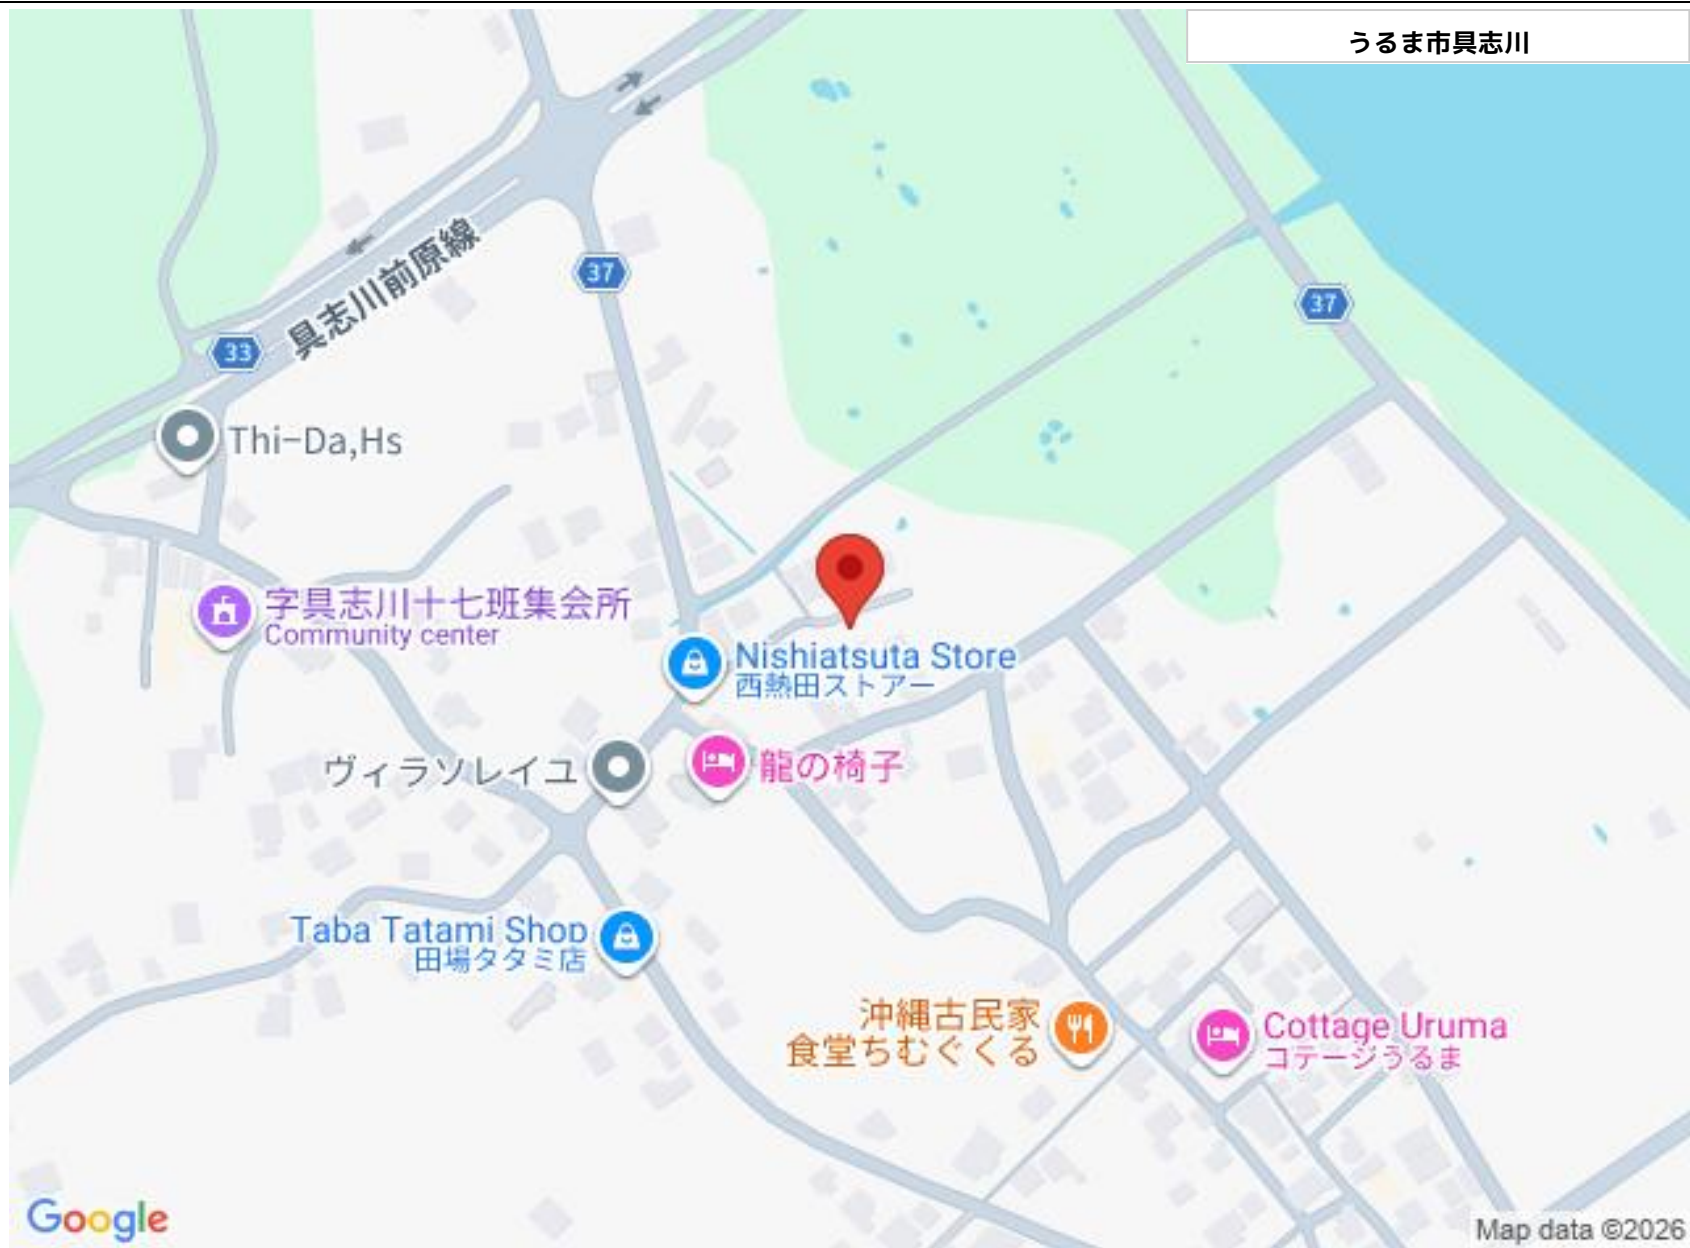 うるま市具志川
37
37
具志川前原線
33
Thi-Da,Hs
字具志川十七班集会所
Community center
Nishiatsuta Store
西熱田ストアー
ヴィラソレイユ
龍の椅子
Taba Tatami Shop
田場タタミ店
沖縄古民家
食堂ちむぐくる
Cottage Uruma
コテージうるま
Google
Map data ©2026